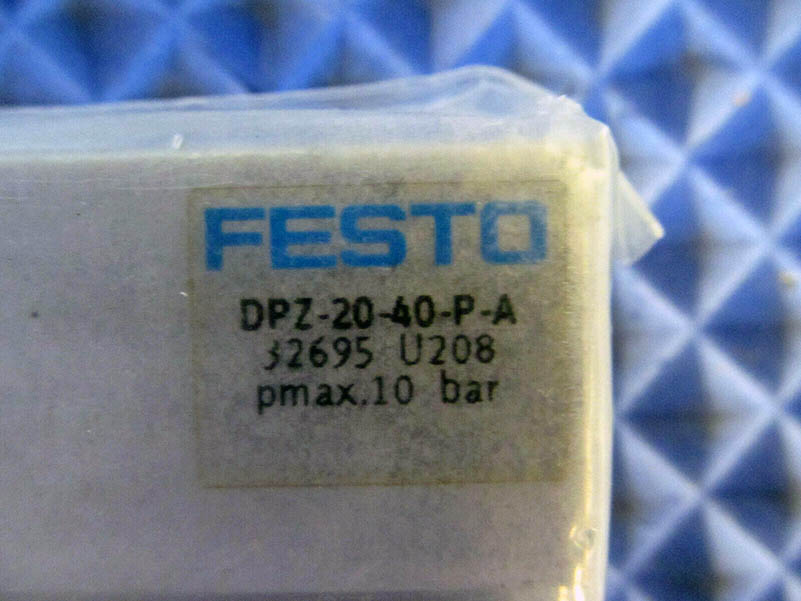 FESTO
DPZ-20-40-P-A
32695 U208
pmax.10 bar